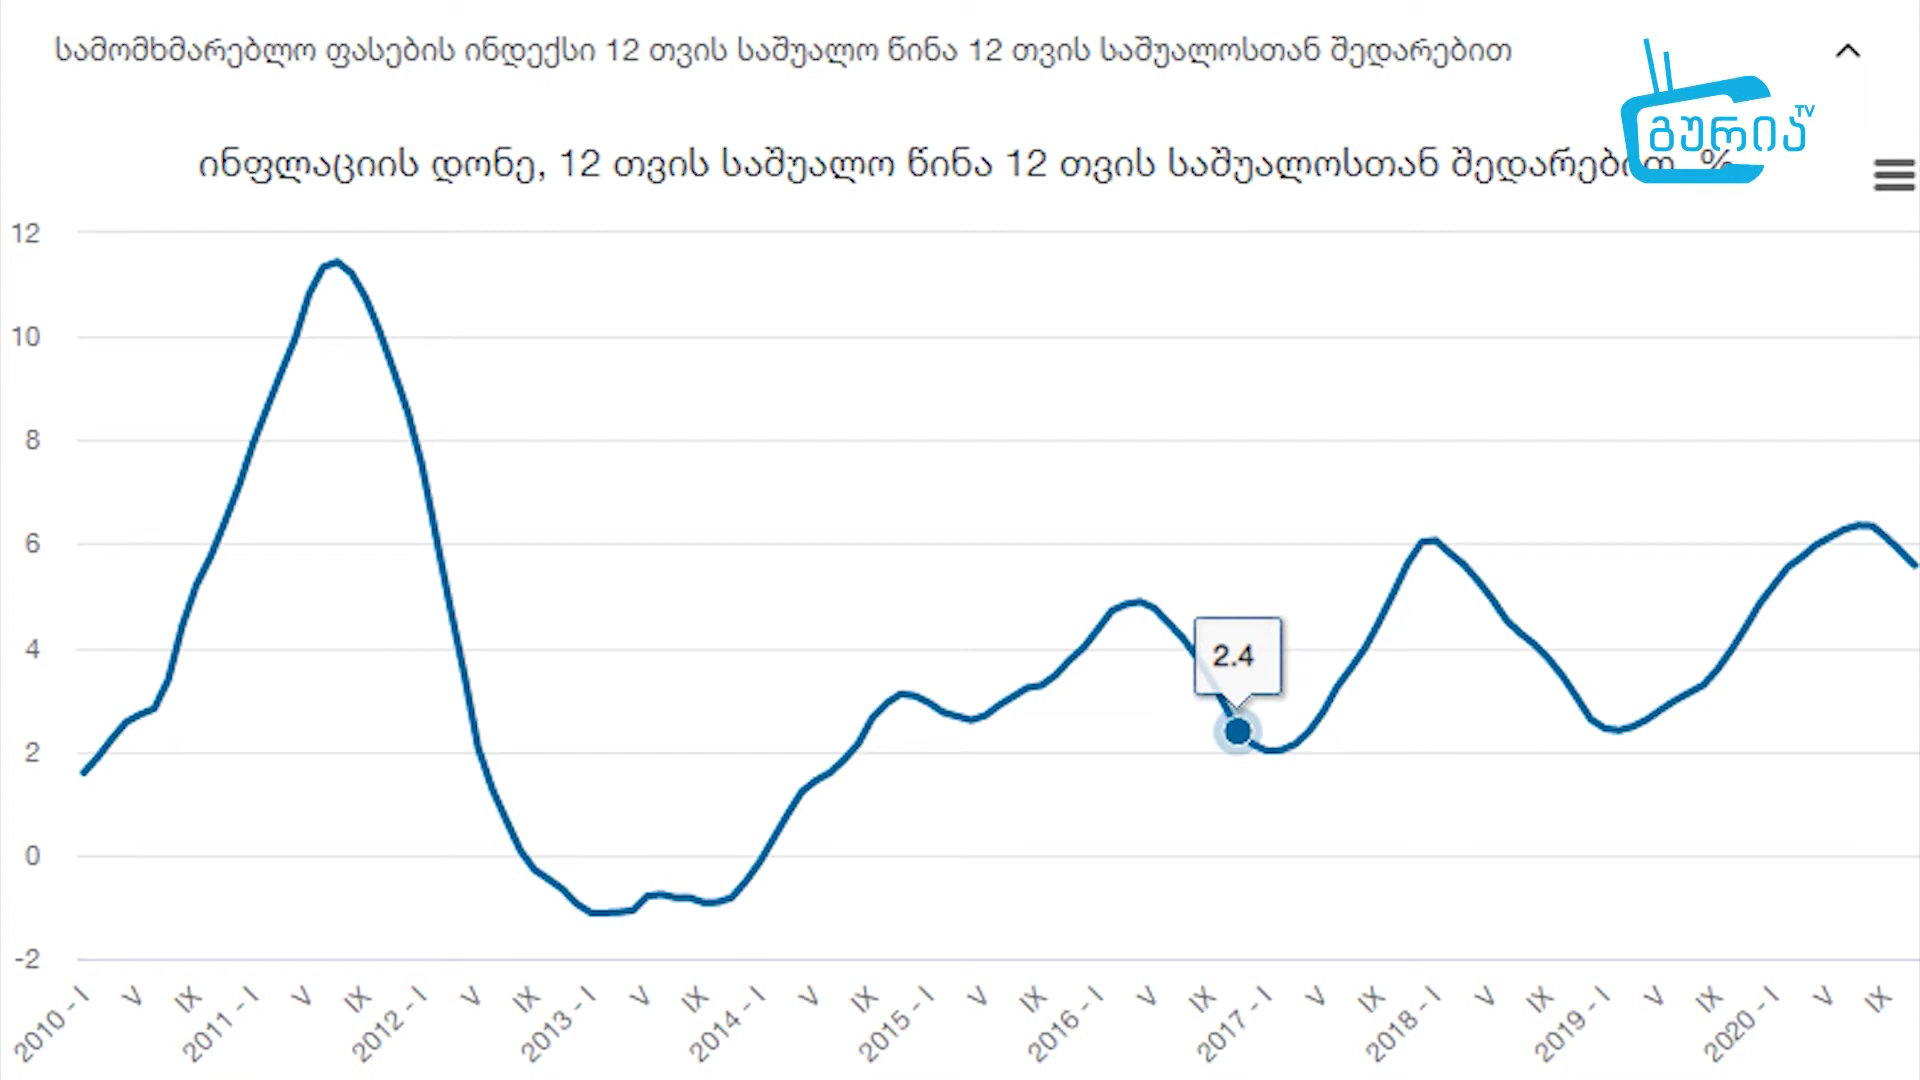 სამომხმარებლო ფასების ინდექსი 12 თვის საშუალო წინა 12 თვის საშუალოსთან შედარებით
გურია TV
ინფლაციის დონე, 12 თვის საშუალო წინა 12 თვის საშუალოსთან შედარებით, %
12
10
8
6
4
2
0
-2
2.4
2010 - I V IX 2011 - I V IX 2012 - I V IX 2013 - I V IX 2014 - I V IX 2015 - I V IX 2016 - I V IX 2017 - I V IX 2018 - I V IX 2019 - I V IX 2020 - I V IX